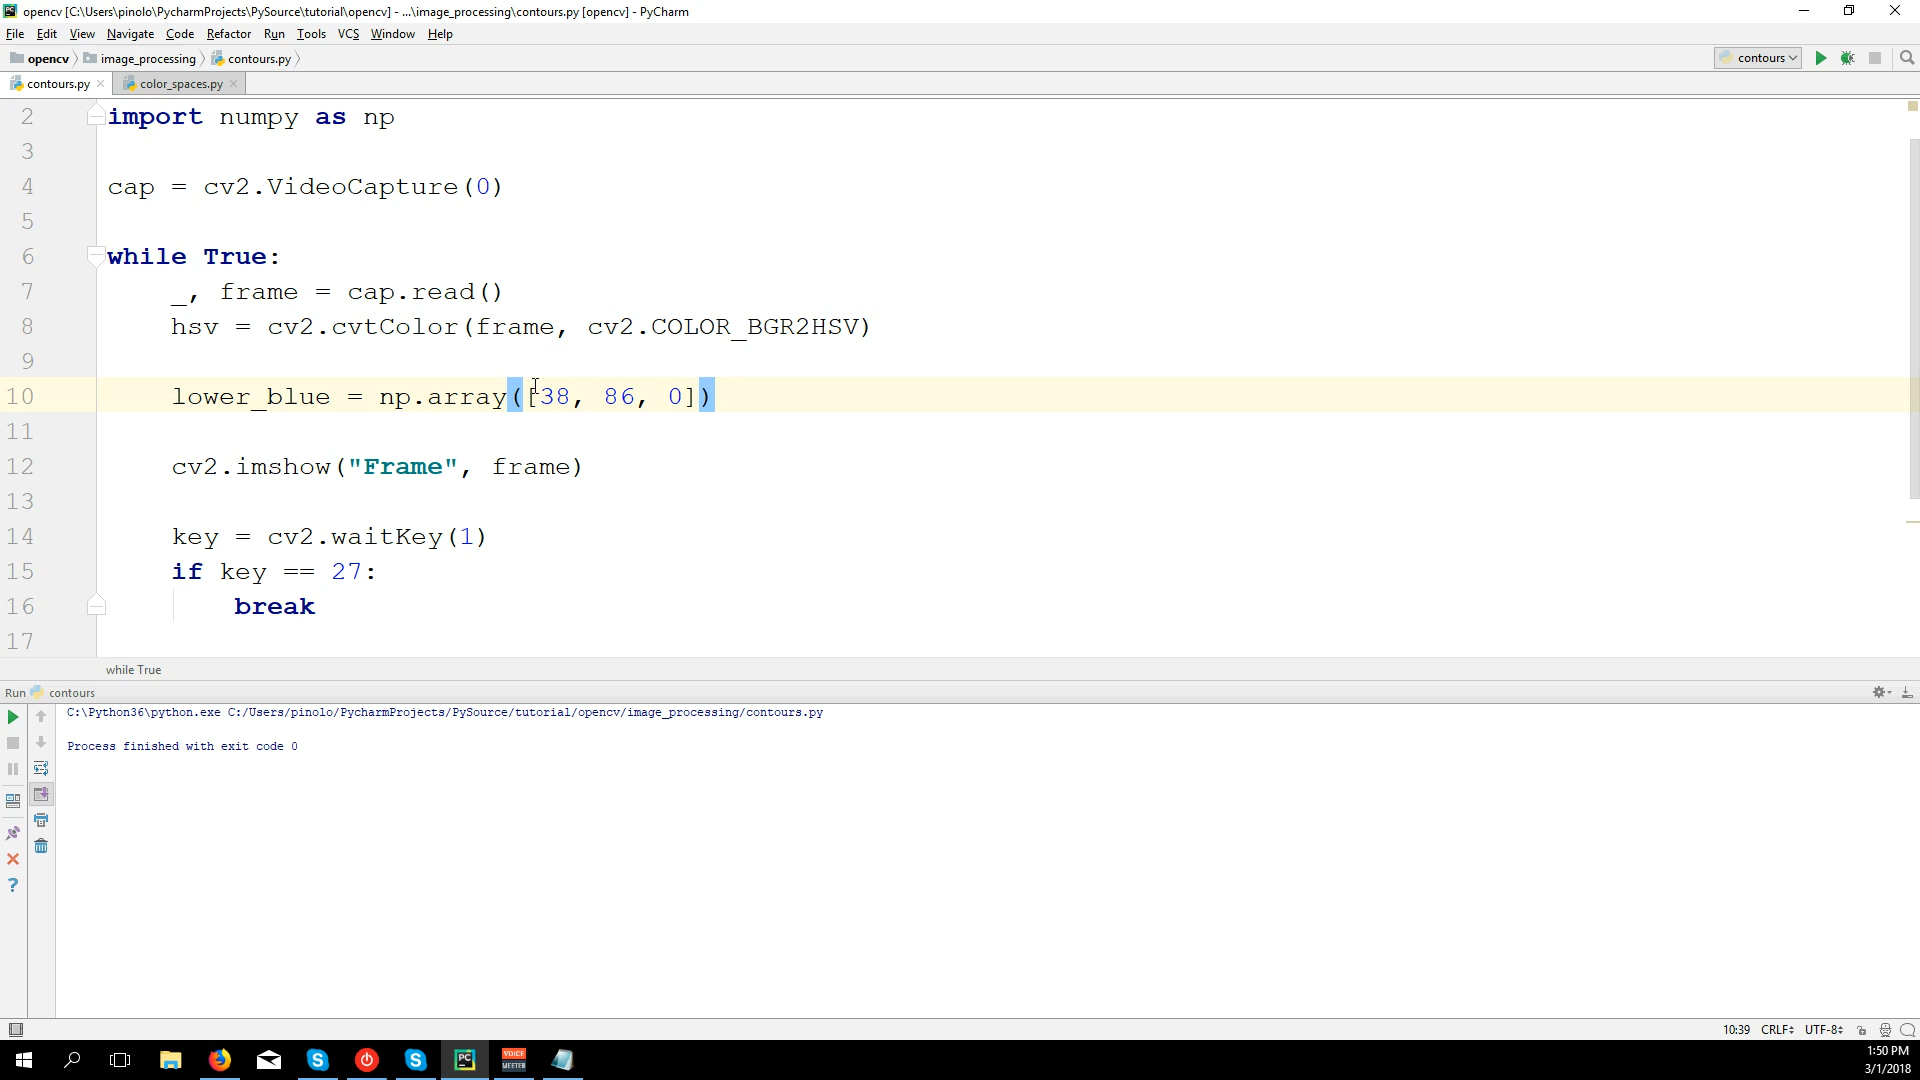 opencv [C:\Users\pinolo\PycharmProjects\PySource\tutorial\opencv] - ...\image_processing\contours.py [opencv] - PyCharm
File Edit View Navigate Code Refactor Run Tools VCS Window Help
opencv image_processing contours.py contours
contours.py color_spaces.py
2 import numpy as np
3
4 cap = cv2.VideoCapture(0)
5
6 while True:
7 _, frame = cap.read()
8 hsv = cv2.cvtColor(frame, cv2.COLOR_BGR2HSV)
9
10 lower_blue = np.array([38, 86, 0])
11
12 cv2.imshow("Frame", frame)
13
14 key = cv2.waitKey(1)
15 if key == 27:
16 break
17
while True
Run contours
C:\Python36\python.exe C:/Users/pinolo/PycharmProjects/PySource/tutorial/opencv/image_processing/contours.py
Process finished with exit code 0
10:39 CRLF UTF-8
PC VOICE MEETER
1:50 PM
3/1/2018